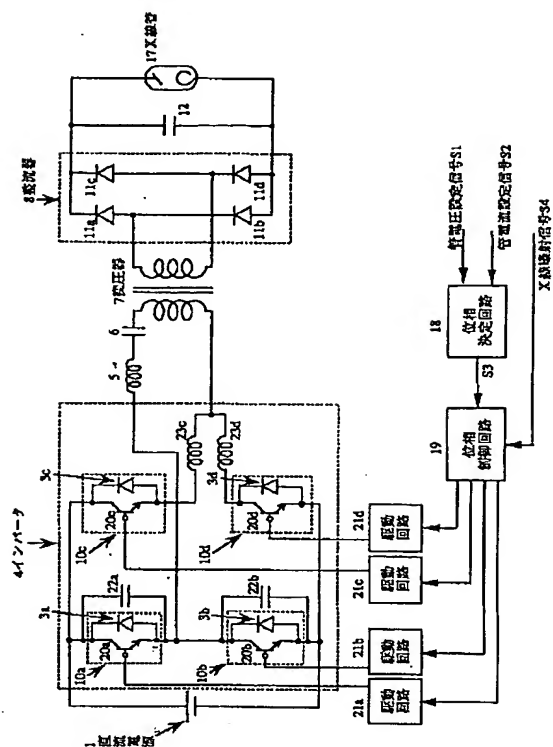 4インバータ
3a
20a
10a
22a
3b
20b
10b
22b
3c
20c
10c
23c
3d
20d
10d
23d
5
6
7変圧器
8整流器
11a
11c
11b
11d
12
17X線管
1
直流電源
21a
駆動回路
21b
駆動回路
21c
駆動回路
21d
駆動回路
19
位相
制御回路
S3
18
位相
決定回路
管電圧設定信号S1
管電流設定信号S2
X線曝射信号S4